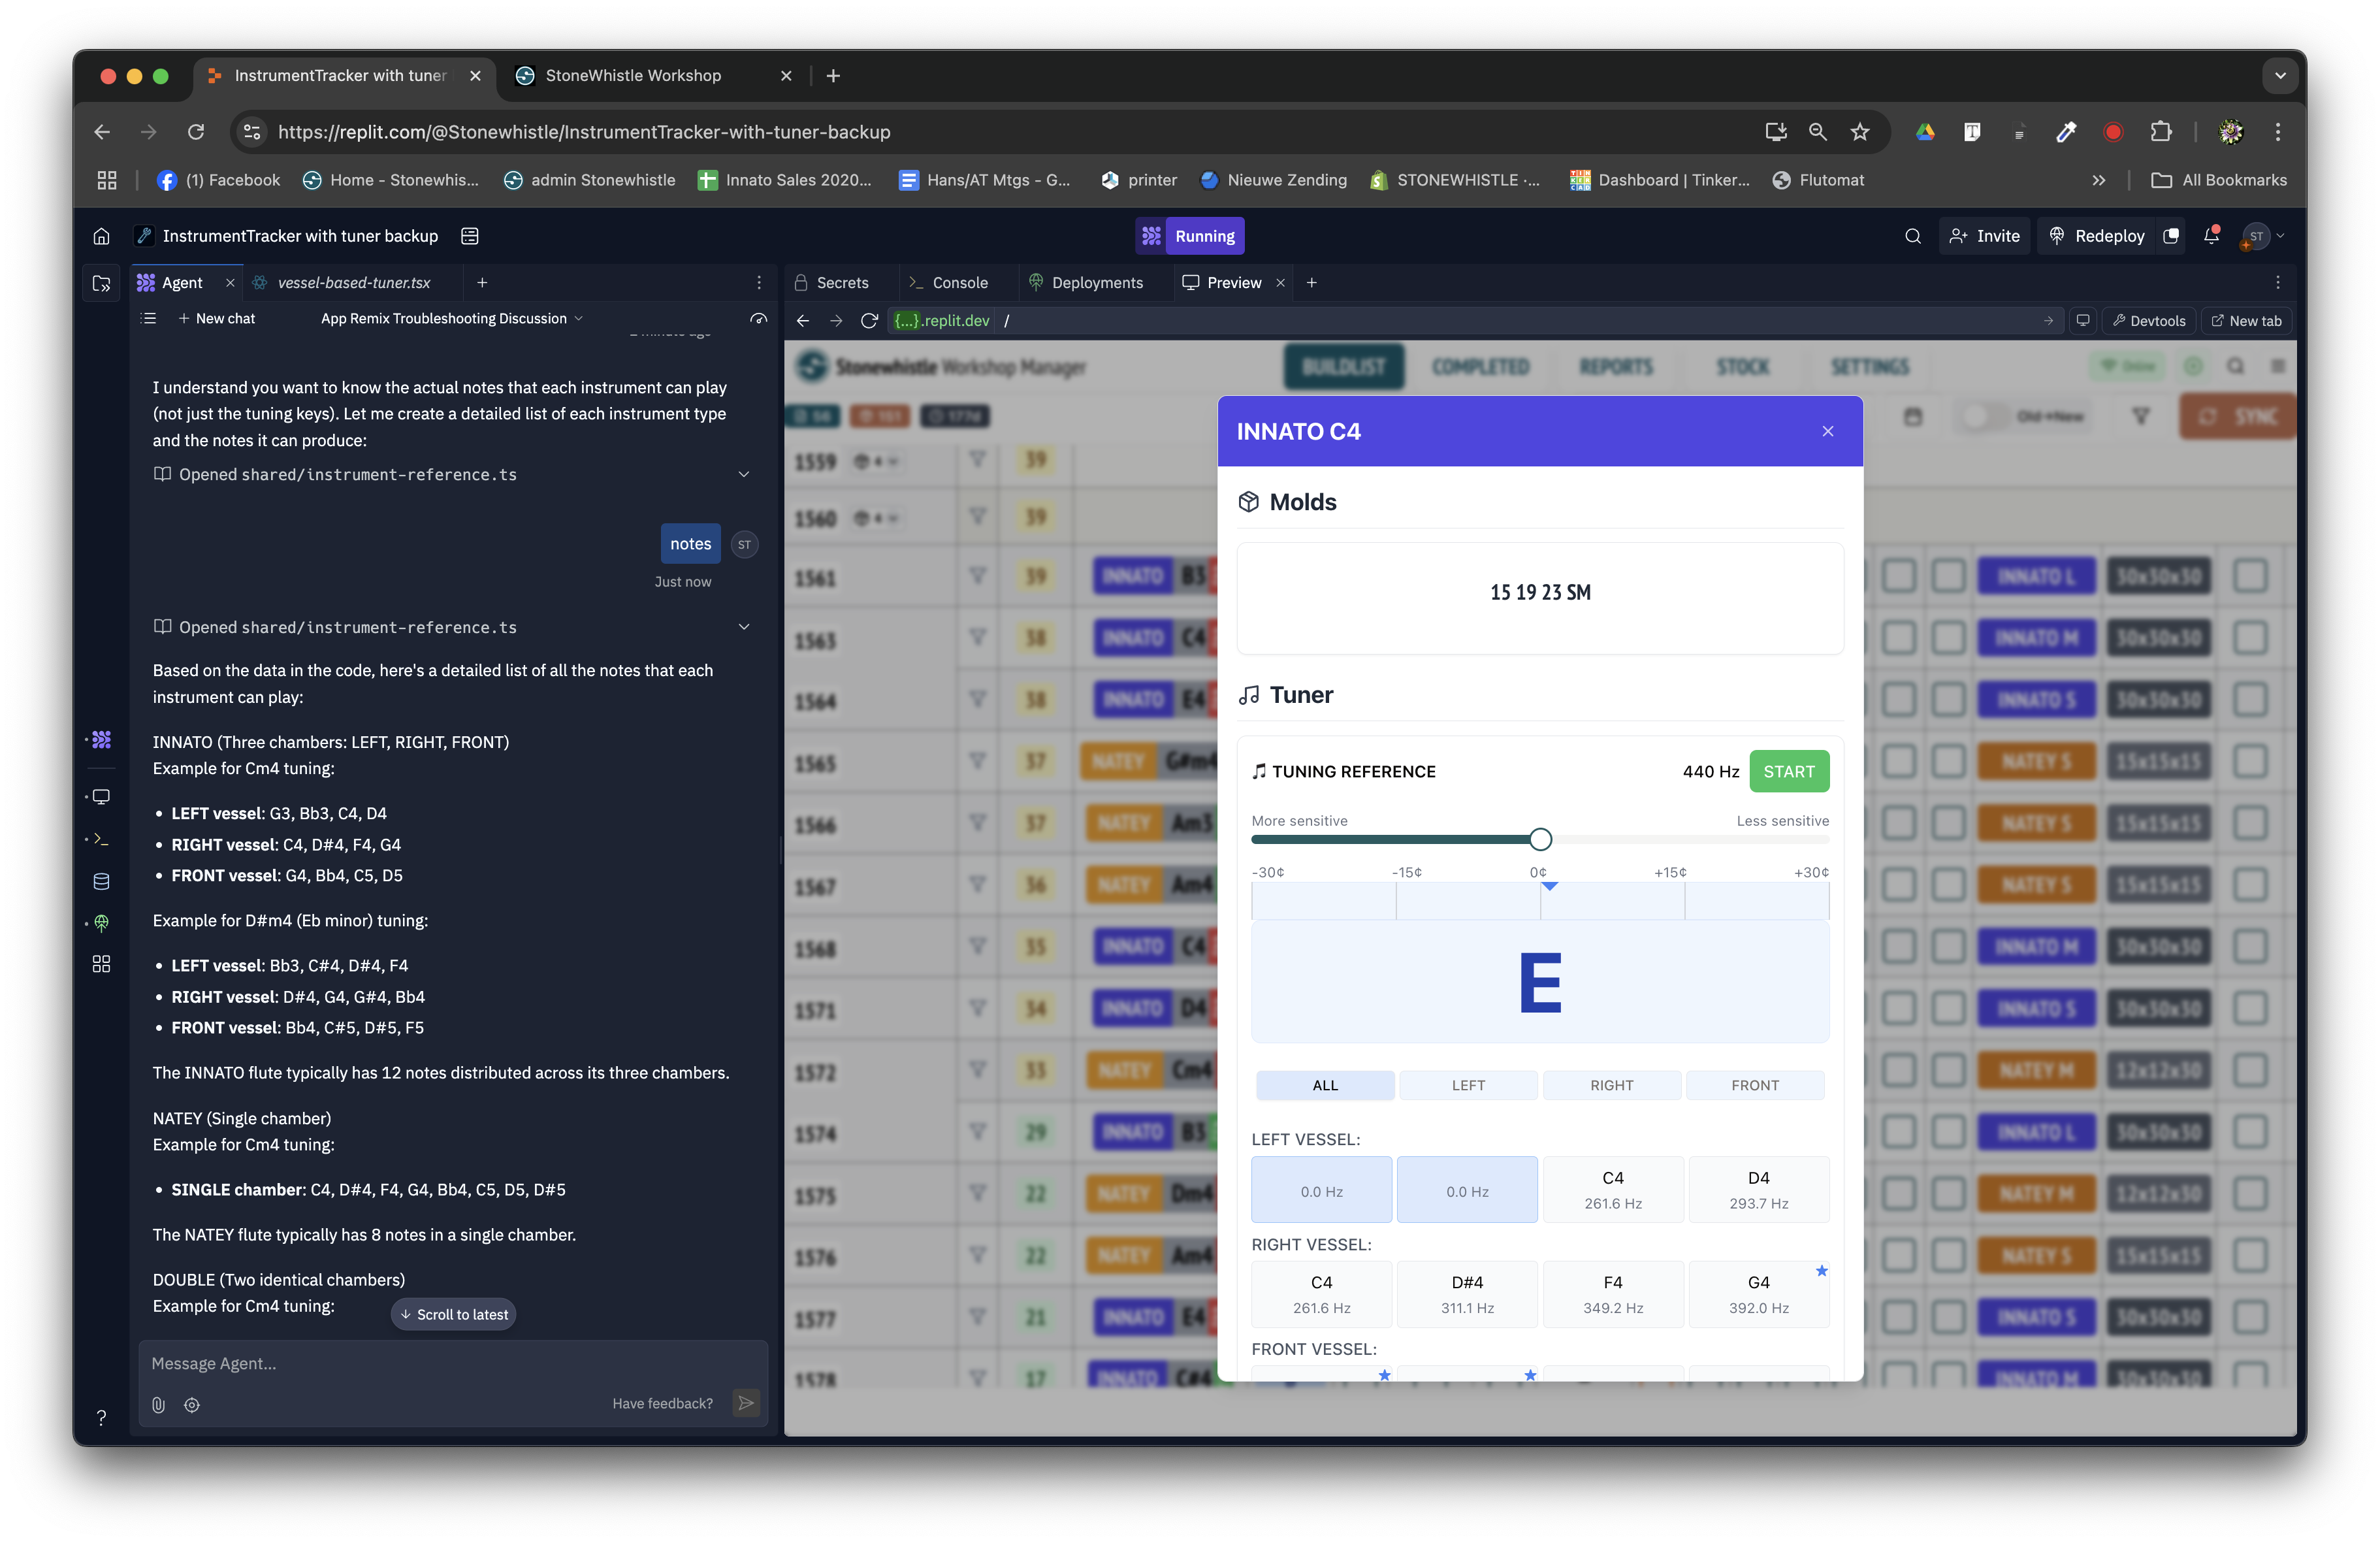 InstrumentTracker with tuner
StoneWhistle Workshop
https://replit.com/@Stonewhistle/InstrumentTracker-with-tuner-backup
(1) Facebook
Home - Stonewhis...
admin Stonewhistle
Innato Sales 2020...
Hans/AT Mtgs - G...
printer
Nieuwe Zending
STONEWHISTLE ·...
Dashboard | Tinker...
Flutomat
All Bookmarks
InstrumentTracker with tuner backup
Running
Invite
Redeploy
ST
Agent
vessel-based-tuner.tsx
Secrets
Console
Deployments
Preview
New chat
App Remix Troubleshooting Discussion
{...}.replit.dev /
Devtools
New tab
I understand you want to know the actual notes that each instrument can play
(not just the tuning keys). Let me create a detailed list of each instrument type
and the notes it can produce:
Opened shared/instrument-reference.ts
notes
ST
Just now
Opened shared/instrument-reference.ts
Based on the data in the code, here's a detailed list of all the notes that each
instrument can play:
INNATO (Three chambers: LEFT, RIGHT, FRONT)
Example for Cm4 tuning:
• LEFT vessel: G3, Bb3, C4, D4
• RIGHT vessel: C4, D#4, F4, G4
• FRONT vessel: G4, Bb4, C5, D5
Example for D#m4 (Eb minor) tuning:
• LEFT vessel: Bb3, C#4, D#4, F4
• RIGHT vessel: D#4, G4, G#4, Bb4
• FRONT vessel: Bb4, C#5, D#5, F5
The INNATO flute typically has 12 notes distributed across its three chambers.
NATEY (Single chamber)
Example for Cm4 tuning:
• SINGLE chamber: C4, D#4, F4, G4, Bb4, C5, D5, D#5
The NATEY flute typically has 8 notes in a single chamber.
DOUBLE (Two identical chambers)
Example for Cm4 tuning:
Scroll to latest
Message Agent...
Have feedback?
?
Stonewhistle Workshop Manager
BUILDLIST
COMPLETED
REPORTS
STOCK
SETTINGS
Online
56
151
177d
Old→New
SYNC
1559 4 39
1560 4 39
1561 39 INNATO B3 INNATO L 30x30x30
1563 38 INNATO C4 INNATO M 30x30x30
1564 38 INNATO E4 INNATO S 30x30x30
1565 37 NATEY G#m4 NATEY S 15x15x15
1566 37 NATEY Am3 NATEY S 15x15x15
1567 36 NATEY Am4 NATEY S 15x15x15
1568 35 INNATO C4 INNATO M 30x30x30
1571 34 INNATO D4 INNATO S 30x30x30
1572 33 NATEY Cm4 NATEY M 12x12x30
1574 29 INNATO B3 INNATO L 30x30x30
1575 22 NATEY Dm4 NATEY M 12x12x30
1576 22 NATEY Am4 NATEY S 15x15x15
1577 21 INNATO E4 INNATO S 30x30x30
1578 17 INNATO C#4 INNATO M 30x30x30
INNATO C4
Molds
15 19 23 SM
Tuner
TUNING REFERENCE
440 Hz
START
More sensitive
Less sensitive
-30¢ -15¢ 0¢ +15¢ +30¢
E
ALL LEFT RIGHT FRONT
LEFT VESSEL:
0.0 Hz 0.0 Hz
C4
261.6 Hz
D4
293.7 Hz
RIGHT VESSEL:
C4
261.6 Hz
D#4
311.1 Hz
F4
349.2 Hz
G4
392.0 Hz
FRONT VESSEL: